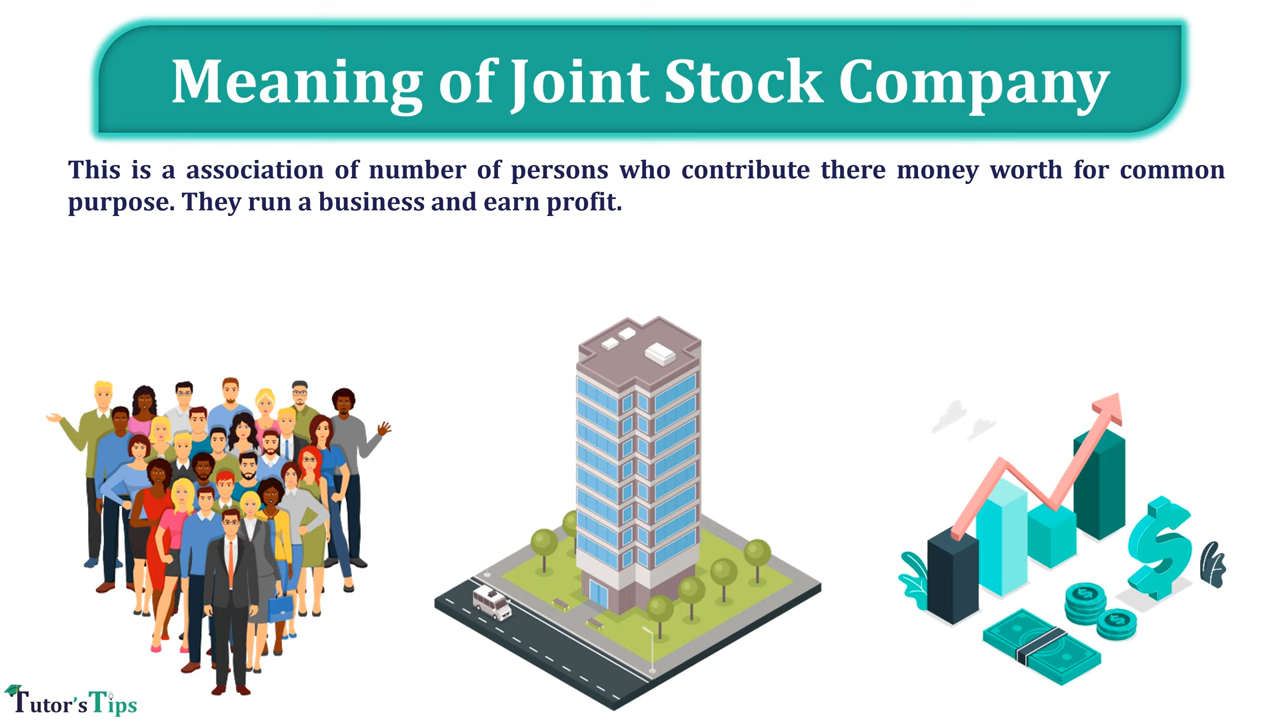 Meaning of Joint Stock Company
This is a association of number of persons who contribute there money worth for common
purpose. They run a business and earn profit.
Tutor'sTips